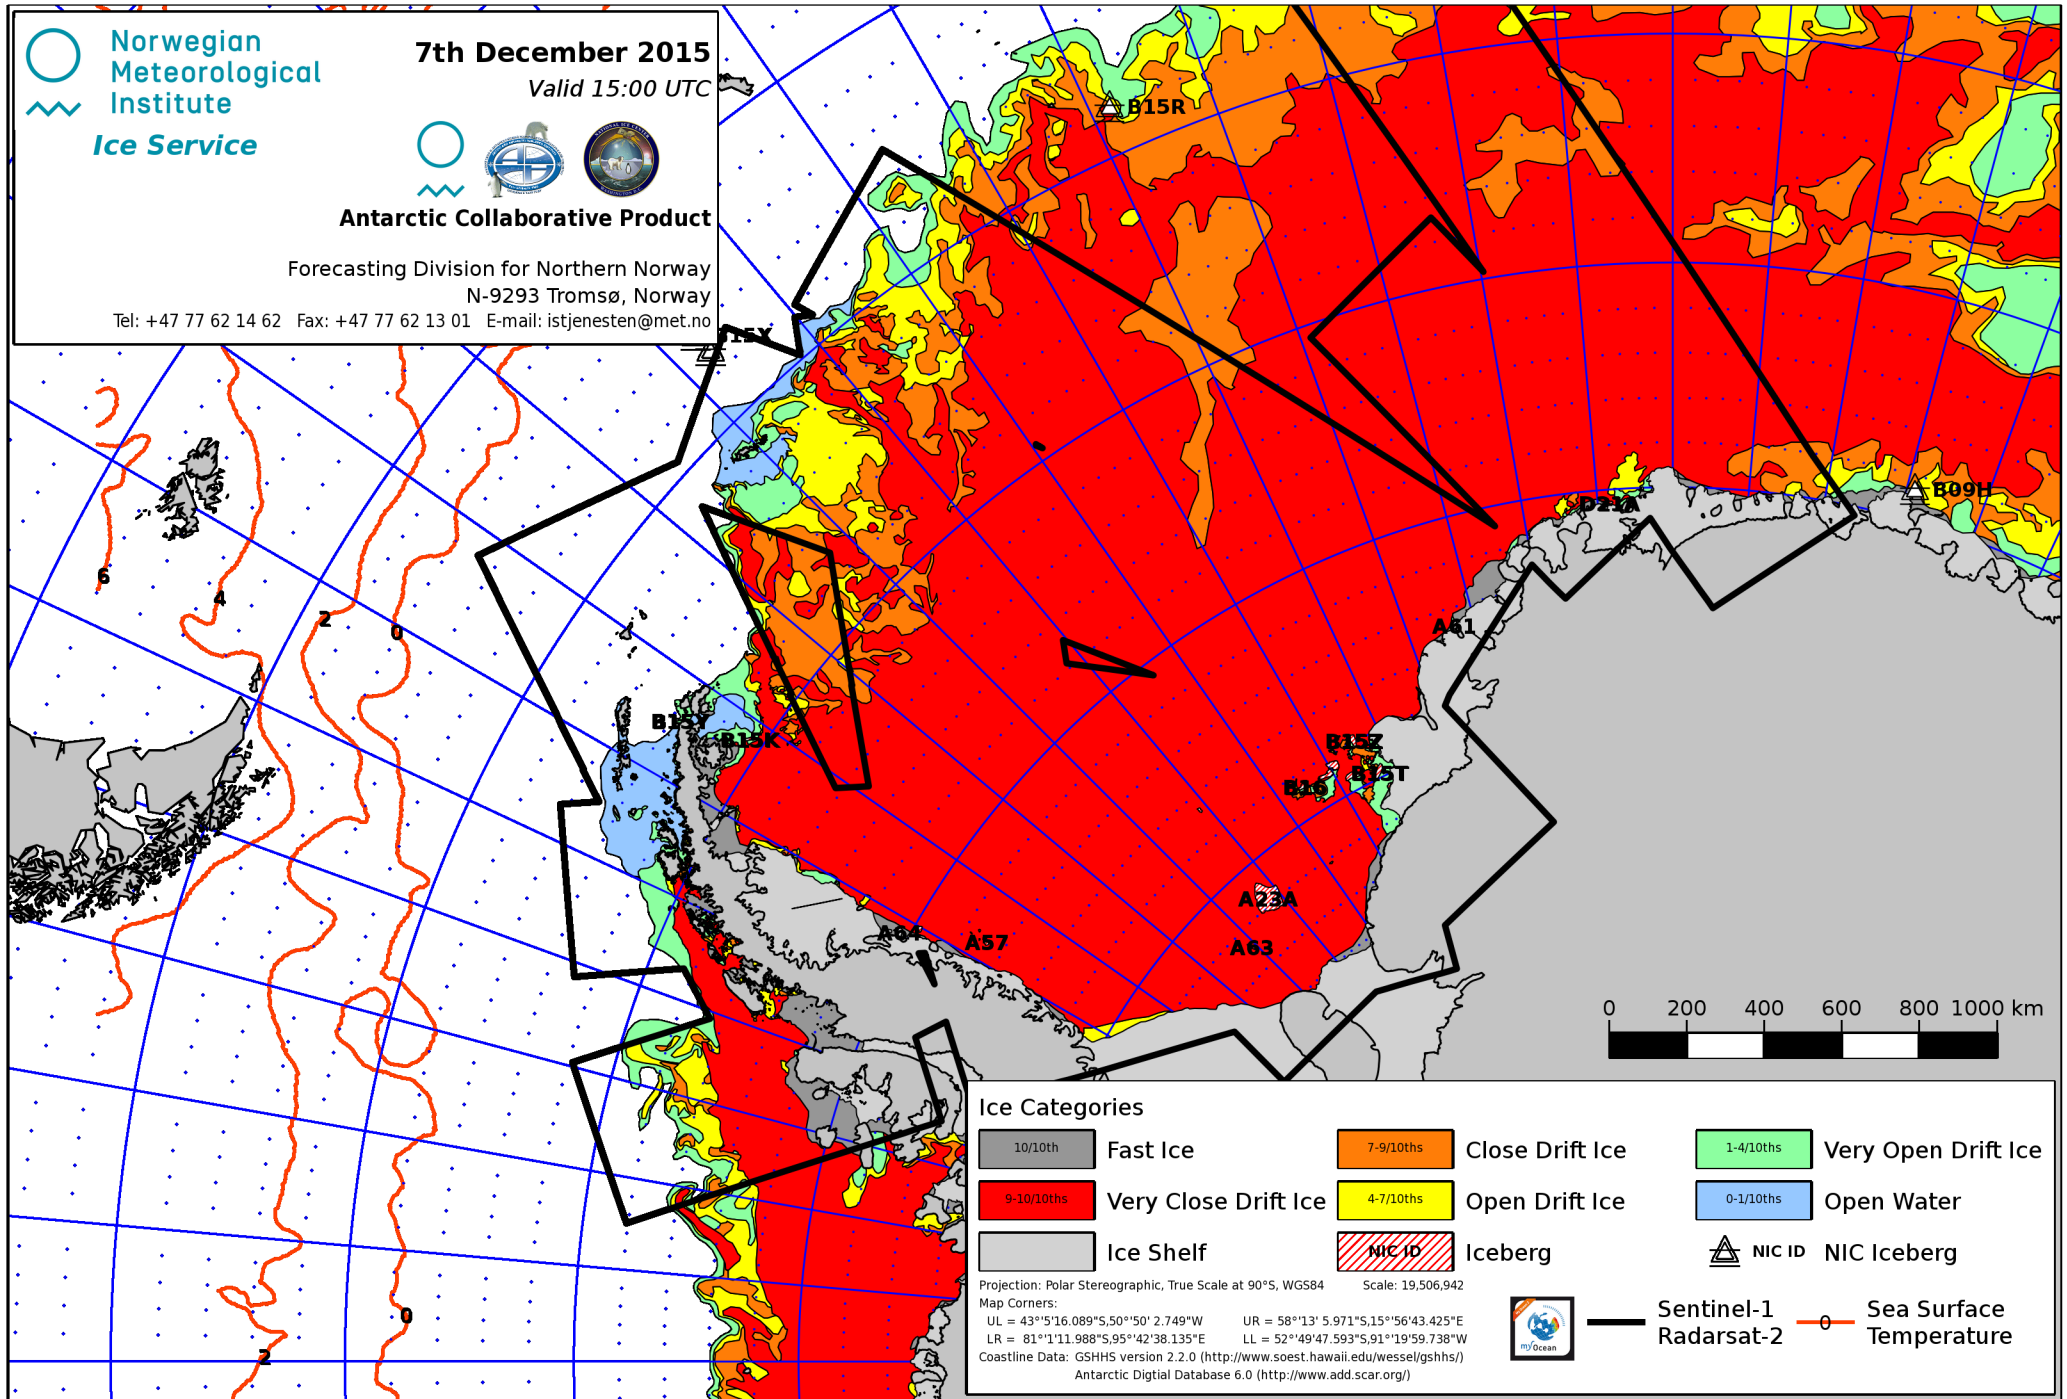 Norwegian
Meteorological
Institute
Ice Service
7th December 2015
Valid 15:00 UTC
Antarctic Collaborative Product
Forecasting Division for Northern Norway
N-9293 Tromsø, Norway
Tel: +47 77 62 14 62 Fax: +47 77 62 13 01 E-mail: istjenesten@met.no
B15R
B15X
B09H
D21A
6
4
2
0
A61
B15Y
B15K
B15Z
B15T
B16
A23A
A64
A57
A63
0 200 400 600 800 1000 km
0
2
Ice Categories
10/10th Fast Ice
7-9/10ths Close Drift Ice
1-4/10ths Very Open Drift Ice
9-10/10ths Very Close Drift Ice
4-7/10ths Open Drift Ice
0-1/10ths Open Water
Ice Shelf
NIC ID Iceberg
NIC ID NIC Iceberg
Projection: Polar Stereographic, True Scale at 90°S, WGS84 Scale: 19,506,942
Map Corners:
UL = 43°'5'16.089"S,50°'50' 2.749"W UR = 58°'13' 5.971"S,15°'56'43.425"E
LR = 81°'1'11.988"S,95°'42'38.135"E LL = 52°'49'47.593"S,91°'19'59.738"W
Coastline Data: GSHHS version 2.2.0 (http://www.soest.hawaii.edu/wessel/gshhs/)
Antarctic Digtial Database 6.0 (http://www.add.scar.org/)
myOcean
Sentinel-1
Radarsat-2
0
Sea Surface
Temperature